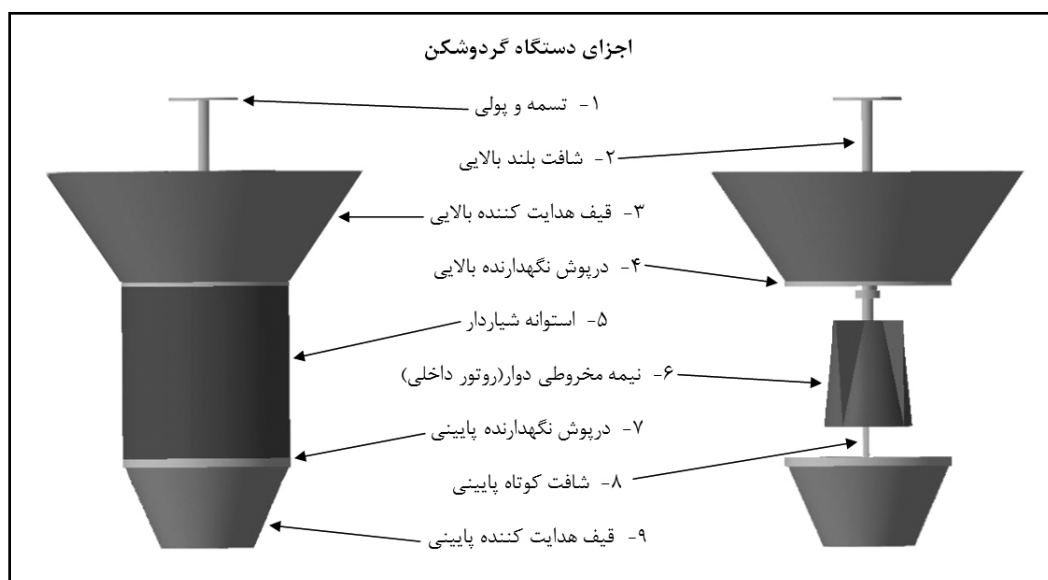 اجزای دستگاه گردوشکن
۱- تسمه و پولی
۲- شافت بلند بالایی
۳- قیف هدایت کننده بالایی
۴- درپوش نگهدارنده بالایی
۵- استوانه شیاردار
۶- نیمه مخروطی دوار(روتور داخلی)
۷- درپوش نگهدارنده پایینی
۸- شافت کوتاه پایینی
۹- قیف هدایت کننده پایینی